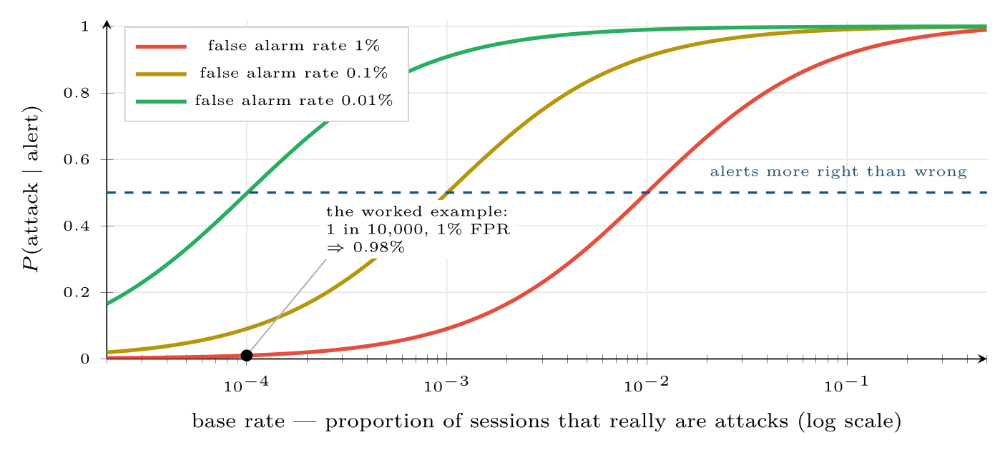 1
0.8
0.6
0.4
0.2
0
P(attack | alert)
false alarm rate 1%
false alarm rate 0.1%
false alarm rate 0.01%
alerts more right than wrong
the worked example:
1 in 10,000, 1% FPR
⇒ 0.98%
10⁻⁴
10⁻³
10⁻²
10⁻¹
base rate — proportion of sessions that really are attacks (log scale)